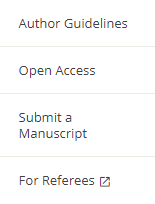 Author Guidelines
Open Access
Submit a
Manuscript
For Referees